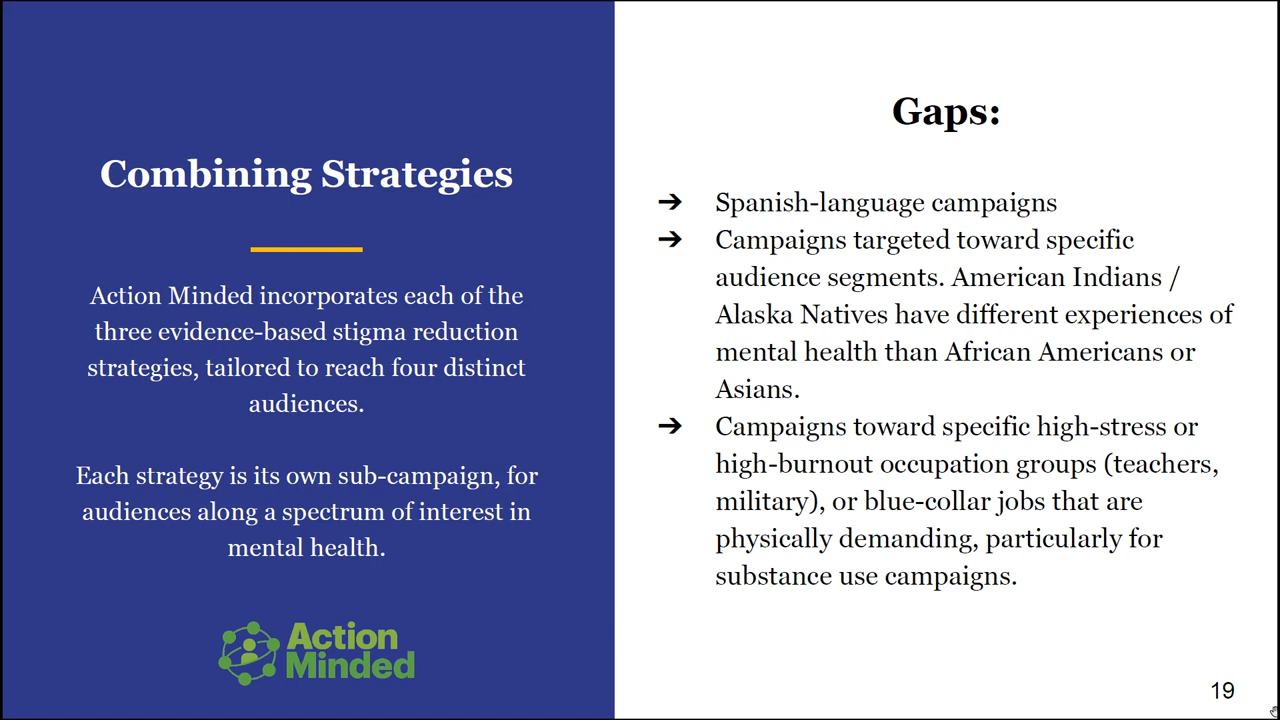 Combining Strategies
Action Minded incorporates each of the
three evidence-based stigma reduction
strategies, tailored to reach four distinct
audiences.
Each strategy is its own sub-campaign, for
audiences along a spectrum of interest in
mental health.
Action
Minded
Gaps:
➔ Spanish-language campaigns
➔ Campaigns targeted toward specific
audience segments. American Indians /
Alaska Natives have different experiences of
mental health than African Americans or
Asians.
➔ Campaigns toward specific high-stress or
high-burnout occupation groups (teachers,
military), or blue-collar jobs that are
physically demanding, particularly for
substance use campaigns.
19